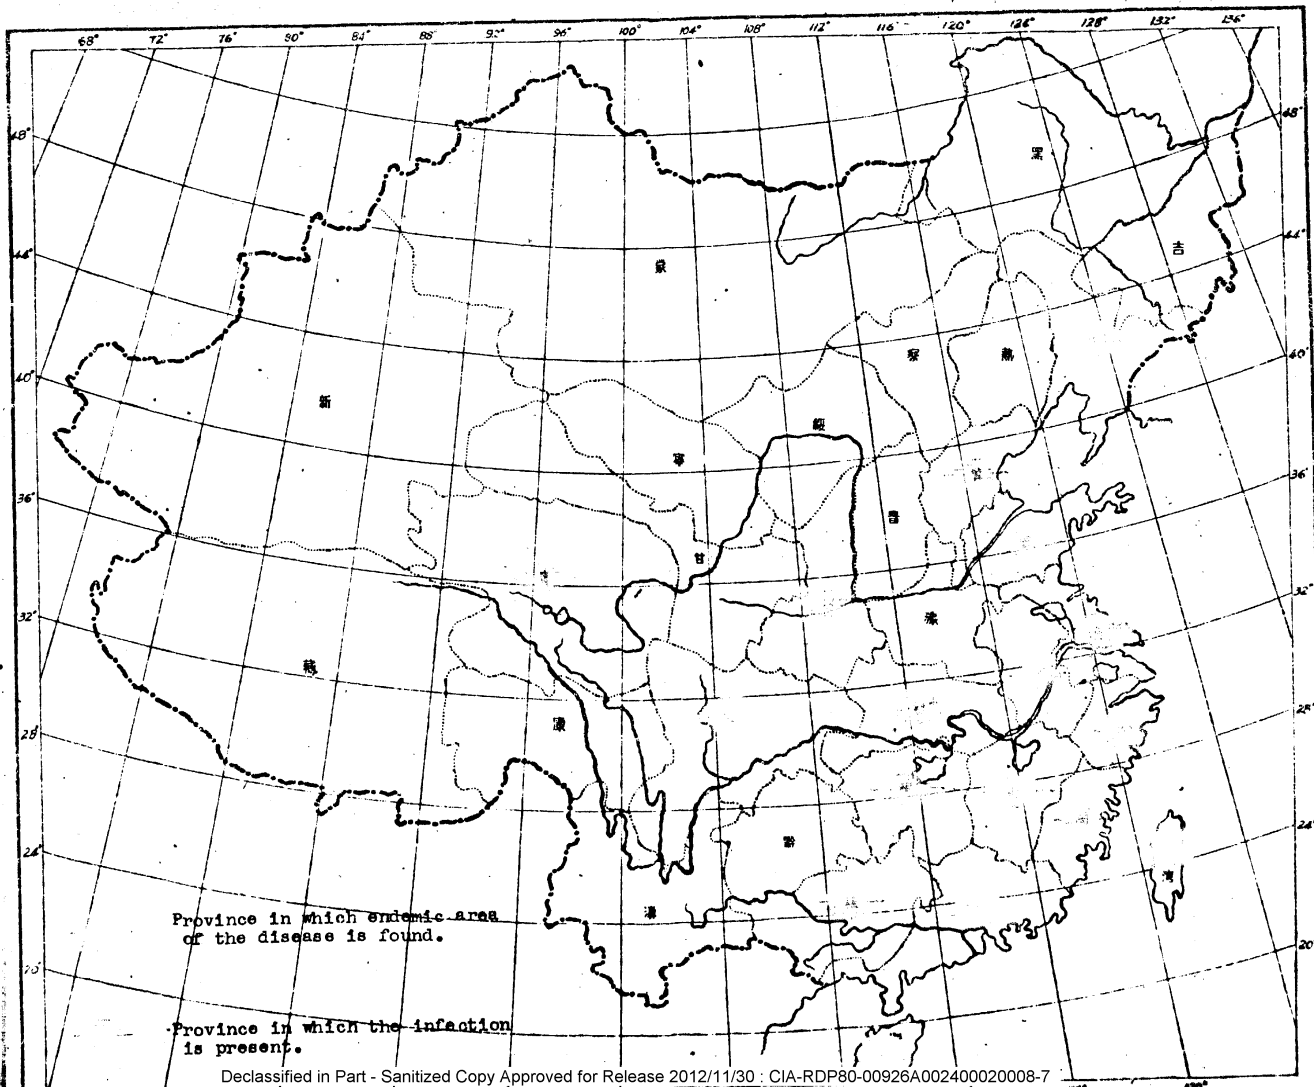 68° 72° 76° 80° 84° 88° 92° 96° 100° 104° 108° 112° 116° 120° 126° 128° 132° 136°
48° 48°
黑
44° 吉 44°
蒙
察 熱
40° 新 40°
綏
寧
36° 晉 36°
甘
32° 豫 32°
藏
康
28° 28°
24° 黔 24°
灣
滇
Province in which endemic area
of the disease is found.
20° 20
Province in which the infection
is present.
Declassified in Part - Sanitized Copy Approved for Release 2012/11/30 : CIA-RDP80-00926A002400020008-7